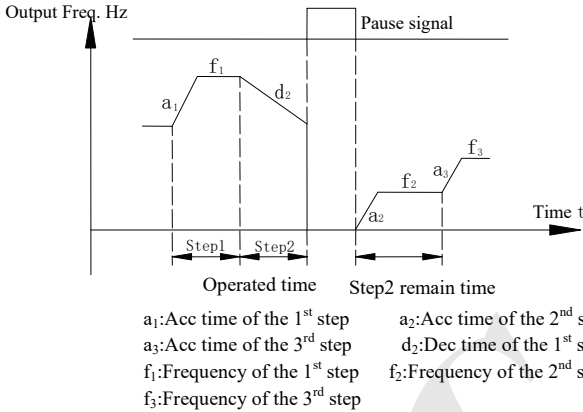 Output Freq. Hz
Pause signal
f₁
a₁
d₂
f₃
a₃
f₂
a₂
Time t
Step1 Step2
Operated time Step2 remain time
a₁:Acc time of the 1ˢᵗ step a₂:Acc time of the 2ⁿᵈ s
a₃:Acc time of the 3ʳᵈ step d₂:Dec time of the 1ˢᵗ s
f₁:Frequency of the 1ˢᵗ step f₂:Frequency of the 2ⁿᵈ s
f₃:Frequency of the 3ʳᵈ step